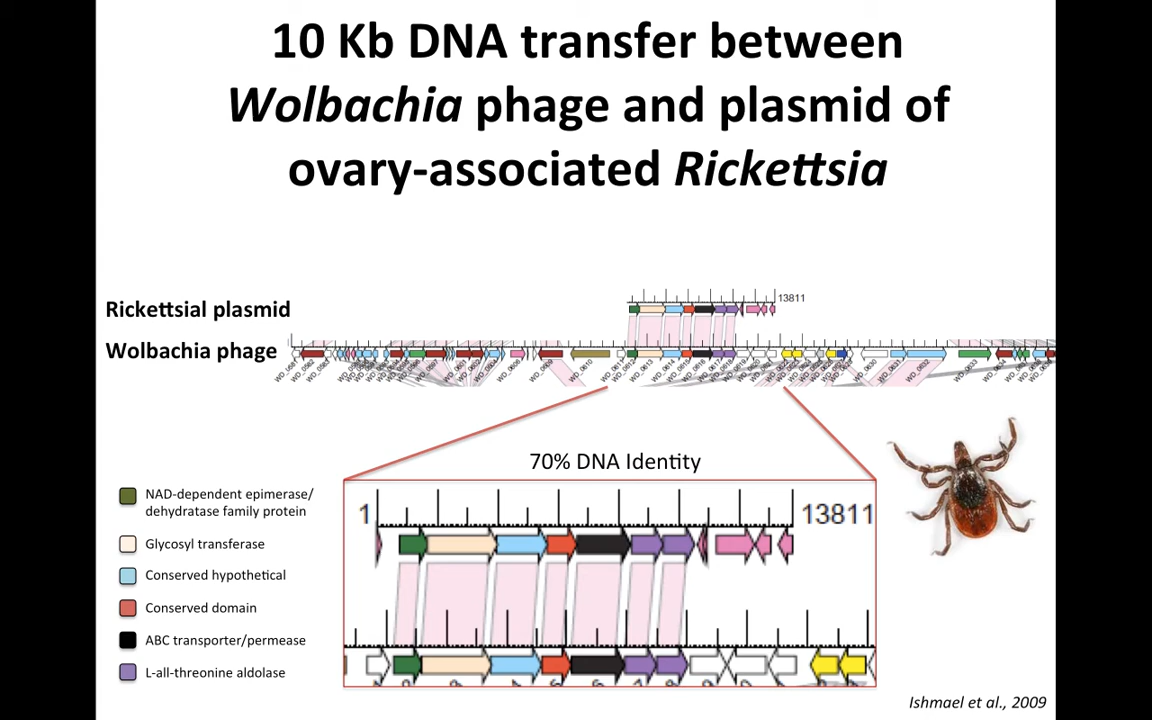 10 Kb DNA transfer between
Wolbachia phage and plasmid of
ovary-associated Rickettsia
Rickettsial plasmid
13811
Wolbachia phage
70% DNA Identity
1
13811
NAD-dependent epimerase/
dehydratase family protein
Glycosyl transferase
Conserved hypothetical
Conserved domain
ABC transporter/permease
L-all-threonine aldolase
Ishmael et al., 2009